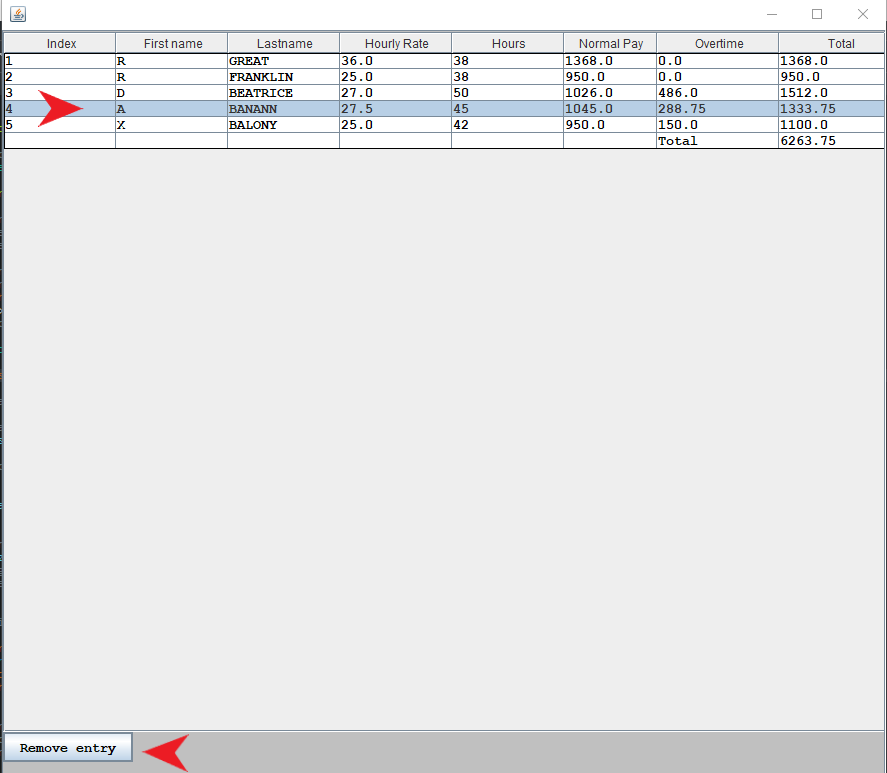 Index First name Lastname Hourly Rate Hours Normal Pay Overtime Total
1 R GREAT 36.0 38 1368.0 0.0 1368.0
2 R FRANKLIN 25.0 38 950.0 0.0 950.0
3 D BEATRICE 27.0 50 1026.0 486.0 1512.0
4 A BANANN 27.5 45 1045.0 288.75 1333.75
5 X BALONY 25.0 42 950.0 150.0 1100.0
Total 6263.75
Remove entry